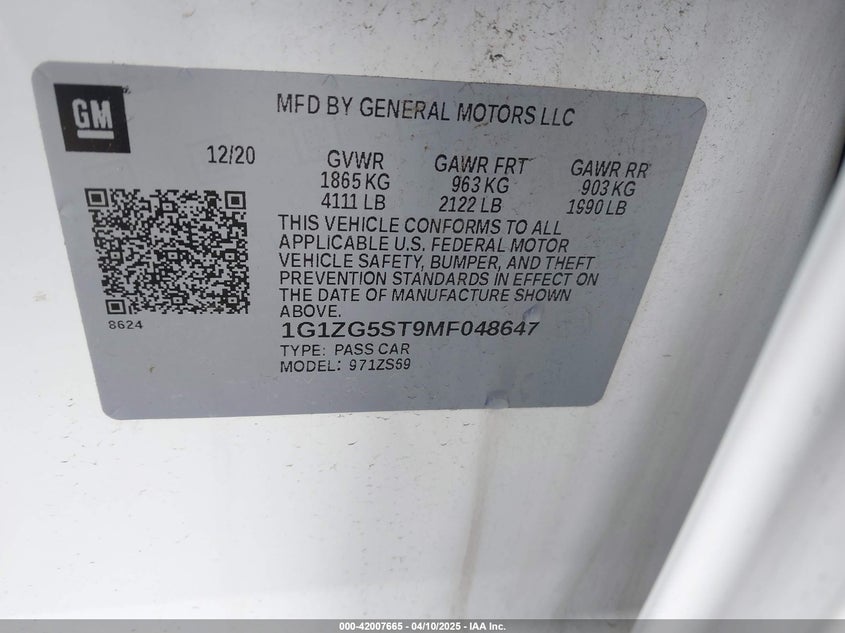 GM
MFD BY GENERAL MOTORS LLC
12/20
GVWR
1865 KG
4111 LB
GAWR FRT
963 KG
2122 LB
GAWR RR
903 KG
1990 LB
THIS VEHICLE CONFORMS TO ALL
APPLICABLE U.S. FEDERAL MOTOR
VEHICLE SAFETY, BUMPER, AND THEFT
PREVENTION STANDARDS IN EFFECT ON
THE DATE OF MANUFACTURE SHOWN
ABOVE.
8624
1G1ZG5ST9MF048647
TYPE: PASS CAR
MODEL: 971ZS69
000-42007665 - 04/10/2025 - IAA Inc.